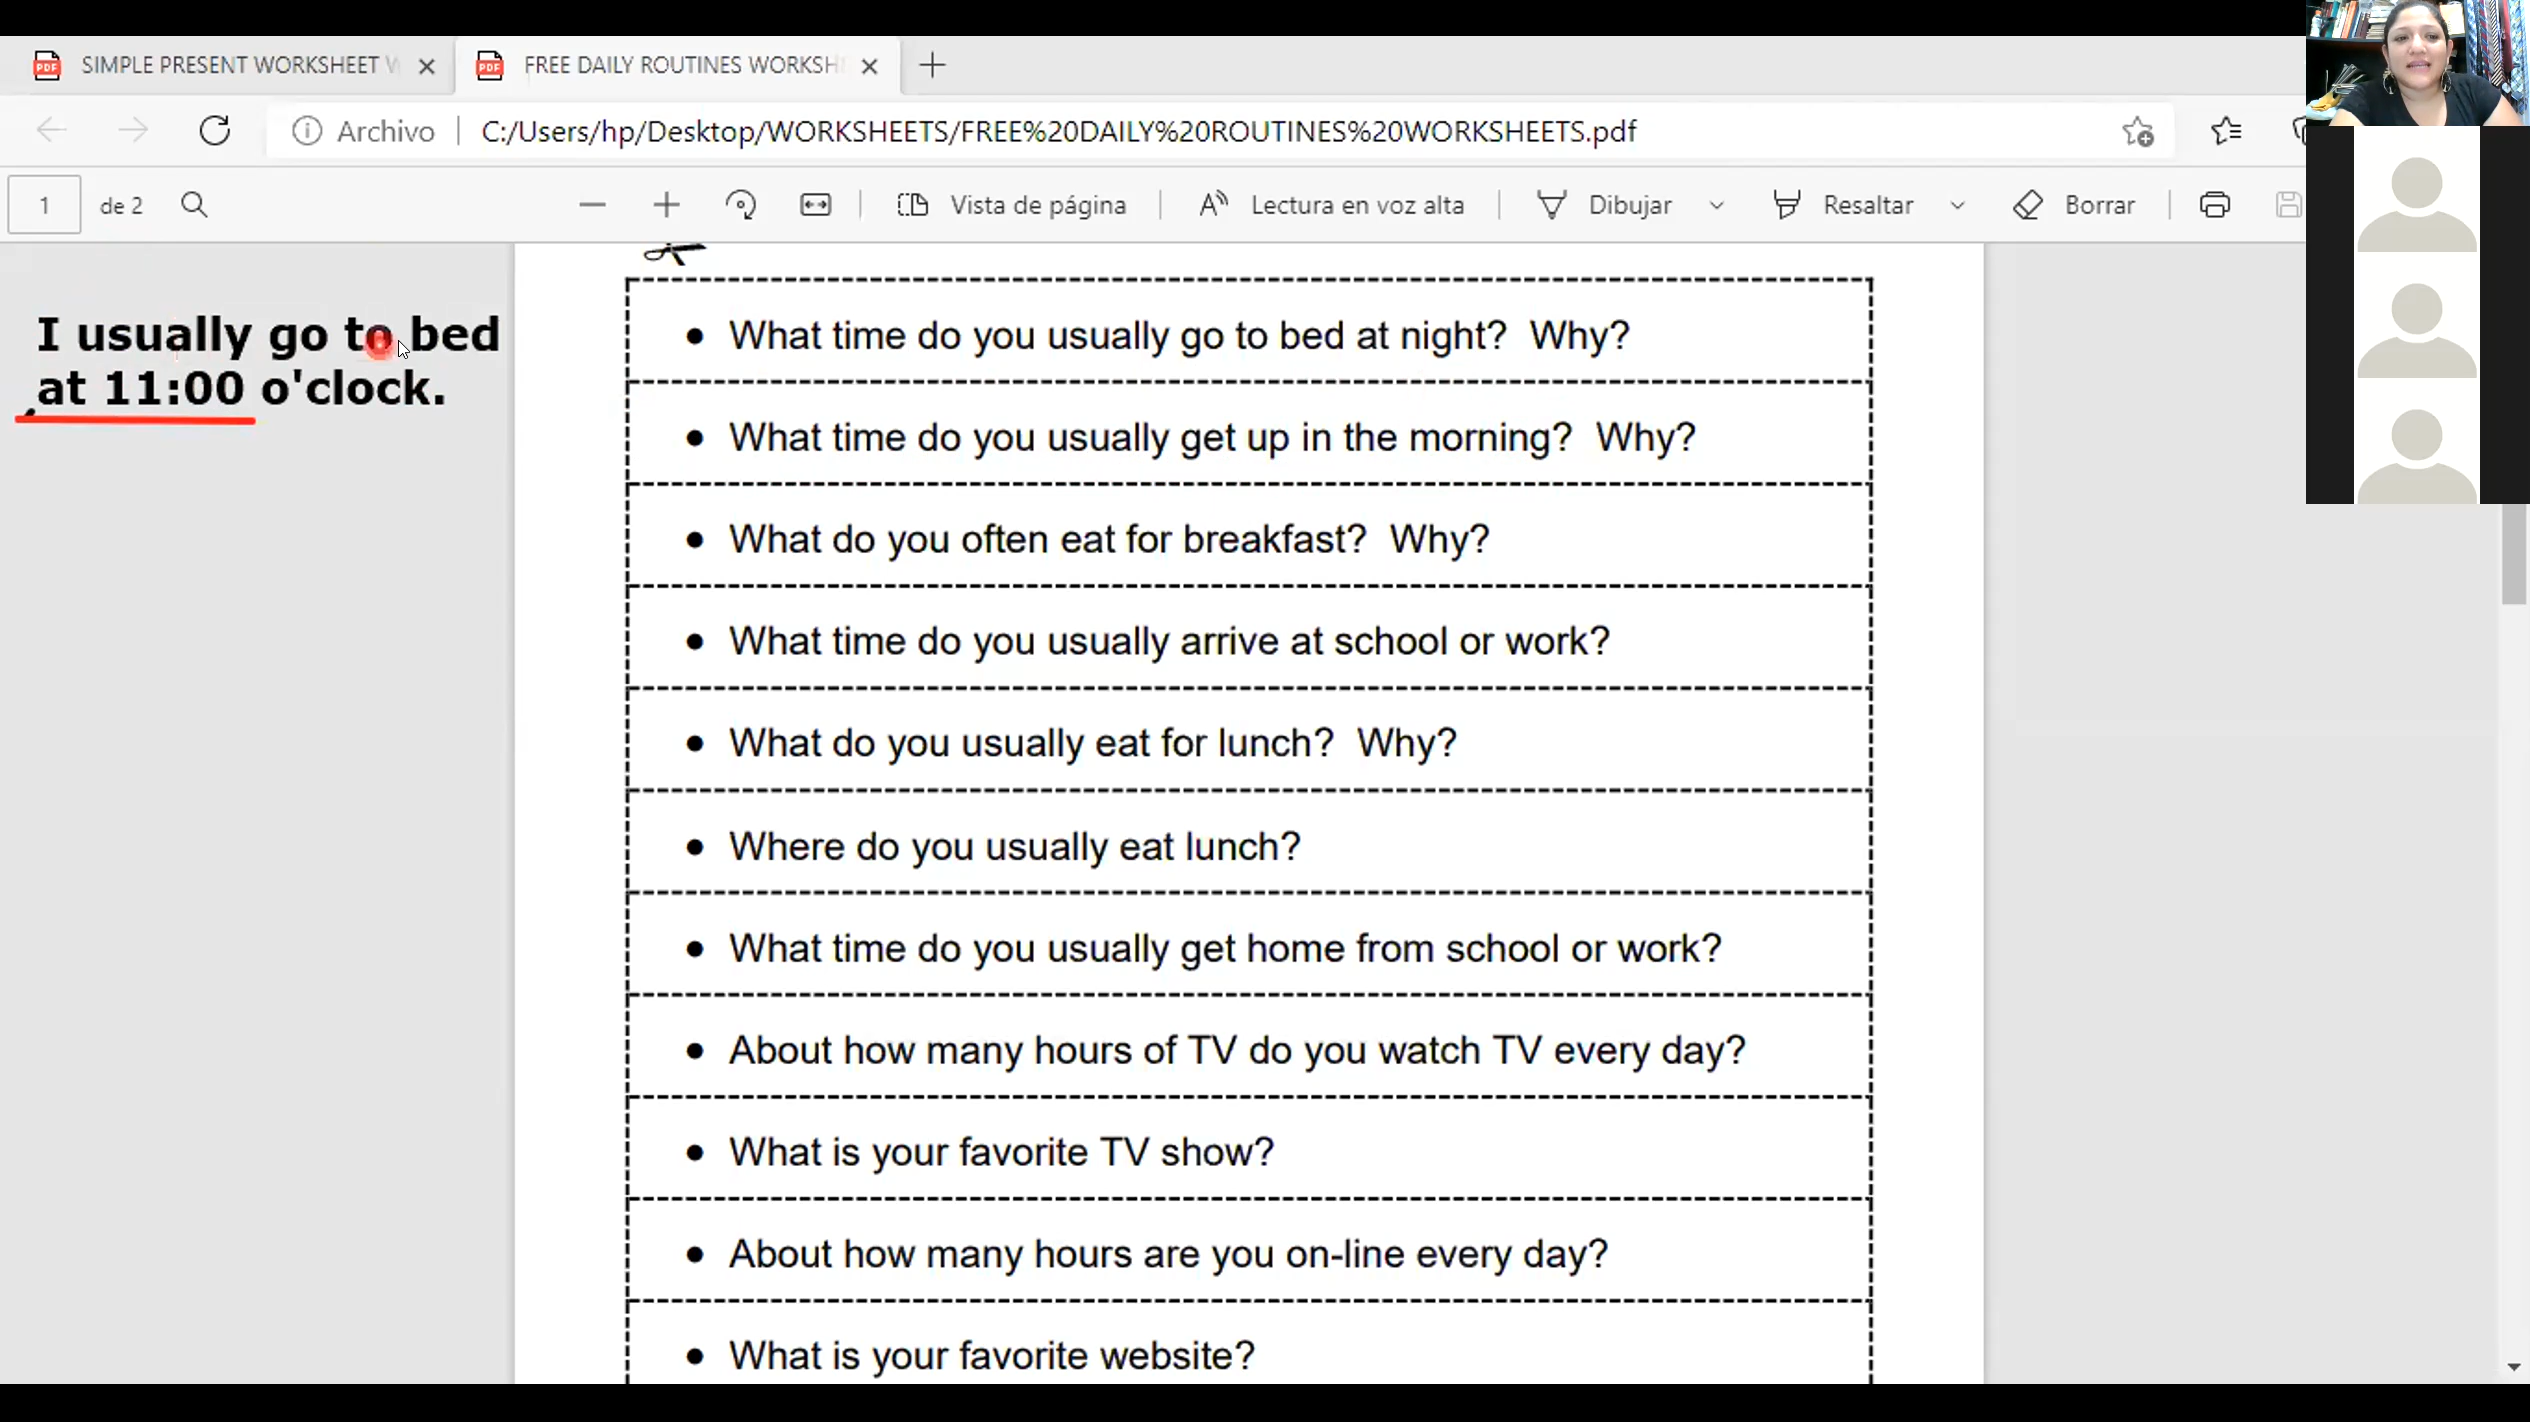 SIMPLE PRESENT WORKSHEET
FREE DAILY ROUTINES WORKSH
Archivo
C:/Users/hp/Desktop/WORKSHEETS/FREE%20DAILY%20ROUTINES%20WORKSHEETS.pdf
1 de 2
Vista de página
Lectura en voz alta
Dibujar
Resaltar
Borrar
I usually go to bed
at 11:00 o'clock.
• What time do you usually go to bed at night? Why?
• What time do you usually get up in the morning? Why?
• What do you often eat for breakfast? Why?
• What time do you usually arrive at school or work?
• What do you usually eat for lunch? Why?
• Where do you usually eat lunch?
• What time do you usually get home from school or work?
• About how many hours of TV do you watch TV every day?
• What is your favorite TV show?
• About how many hours are you on-line every day?
• What is your favorite website?